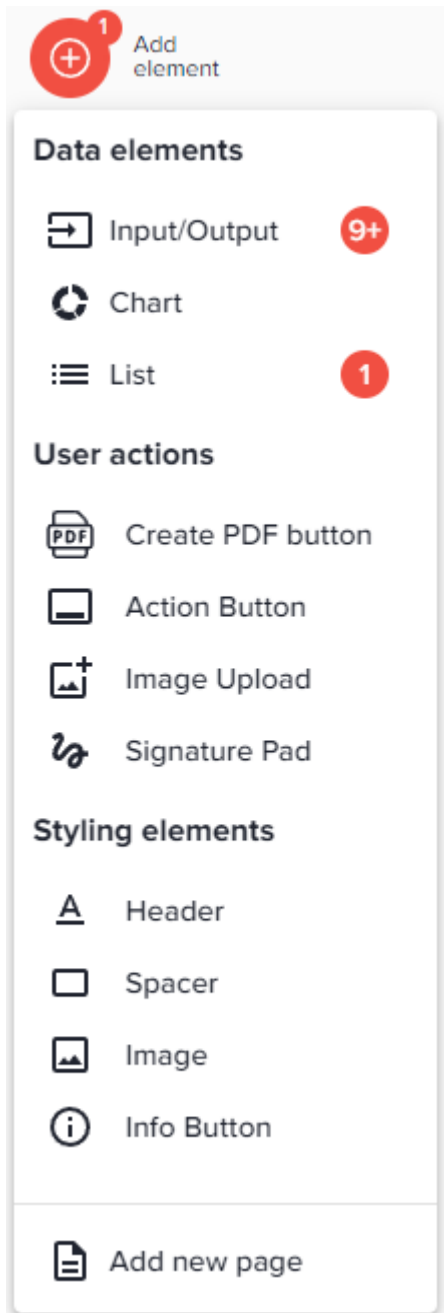 1
Add
element
Data elements
Input/Output 9+
Chart
List 1
User actions
PDF Create PDF button
Action Button
Image Upload
Signature Pad
Styling elements
A Header
Spacer
Image
i Info Button
Add new page